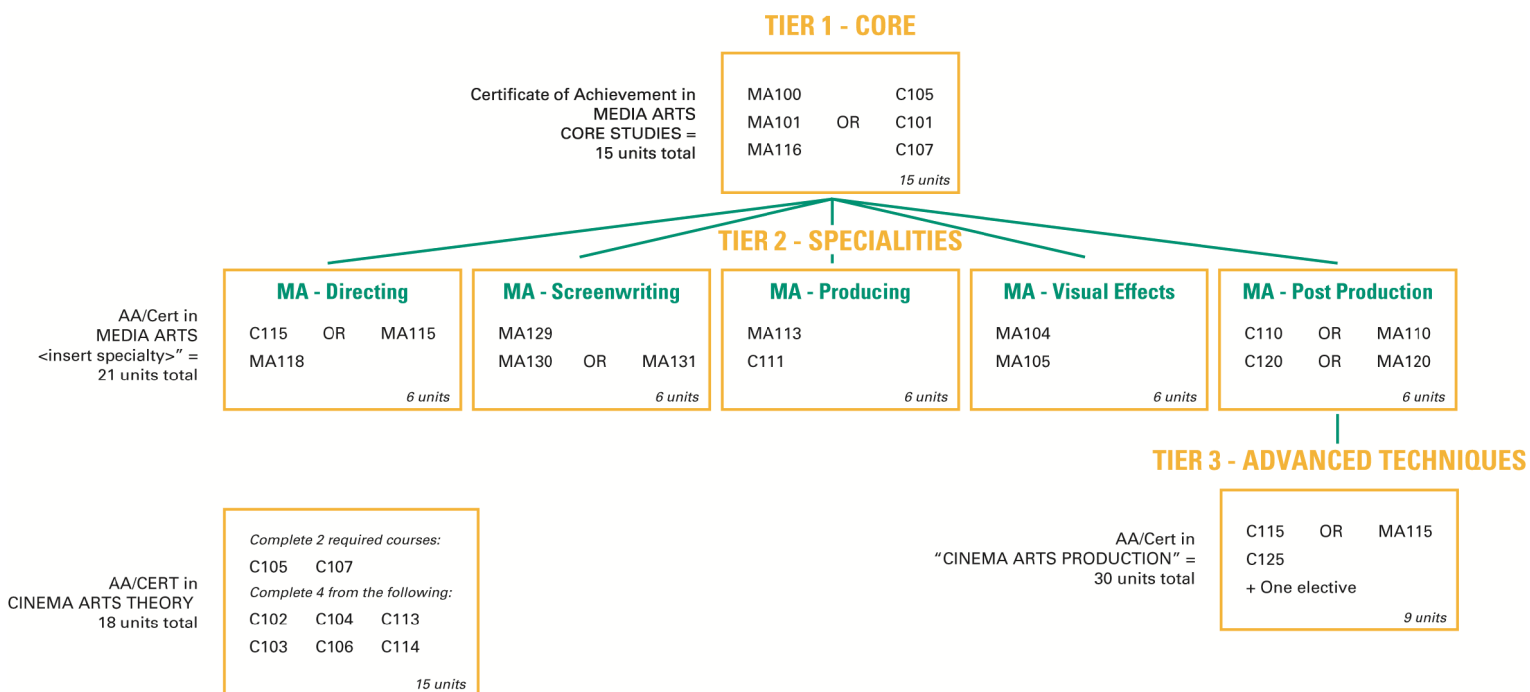 TIER 1 - CORE
Certificate of Achievement in
MEDIA ARTS
CORE STUDIES =
15 units total
MA100 C105
MA101 OR C101
MA116 C107
15 units
TIER 2 - SPECIALITIES
AA/Cert in
MEDIA ARTS
<insert specialty>” =
21 units total
MA - Directing
C115 OR MA115
MA118
6 units
MA - Screenwriting
MA129
MA130 OR MA131
6 units
MA - Producing
MA113
C111
6 units
MA - Visual Effects
MA104
MA105
6 units
MA - Post Production
C110 OR MA110
C120 OR MA120
6 units
TIER 3 - ADVANCED TECHNIQUES
AA/Cert in
“CINEMA ARTS PRODUCTION” =
30 units total
C115 OR MA115
C125
+ One elective
9 units
AA/CERT in
CINEMA ARTS THEORY
18 units total
Complete 2 required courses:
C105 C107
Complete 4 from the following:
C102 C104 C113
C103 C106 C114
15 units